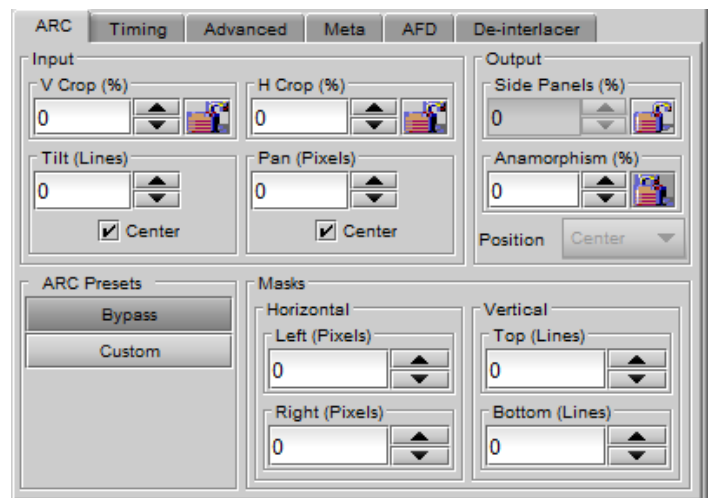 ARC Timing Advanced Meta AFD De-interlacer
Input
V Crop (%)
0
H Crop (%)
0
Tilt (Lines)
0
Center
Pan (Pixels)
0
Center
Output
Side Panels (%)
0
Anamorphism (%)
0
Position Center
ARC Presets
Bypass
Custom
Masks
Horizontal
Left (Pixels)
0
Right (Pixels)
0
Vertical
Top (Lines)
0
Bottom (Lines)
0